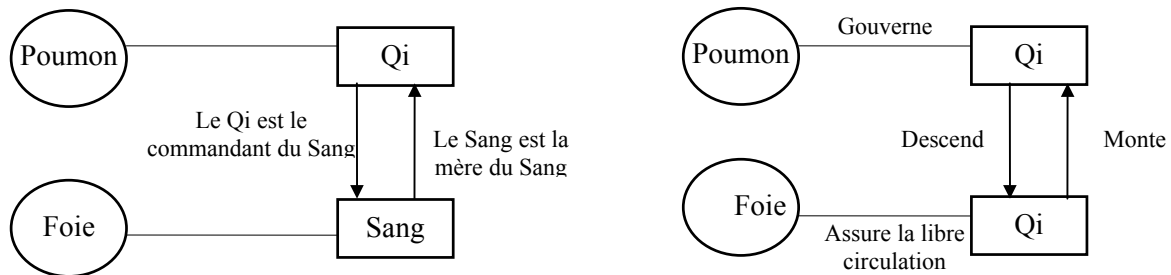 Poumon
Qi
Le Qi est le
commandant du Sang
Le Sang est la
mère du Sang
Foie
Sang
Gouverne
Poumon
Qi
Descend
Monte
Foie
Assure la libre
circulation
Qi